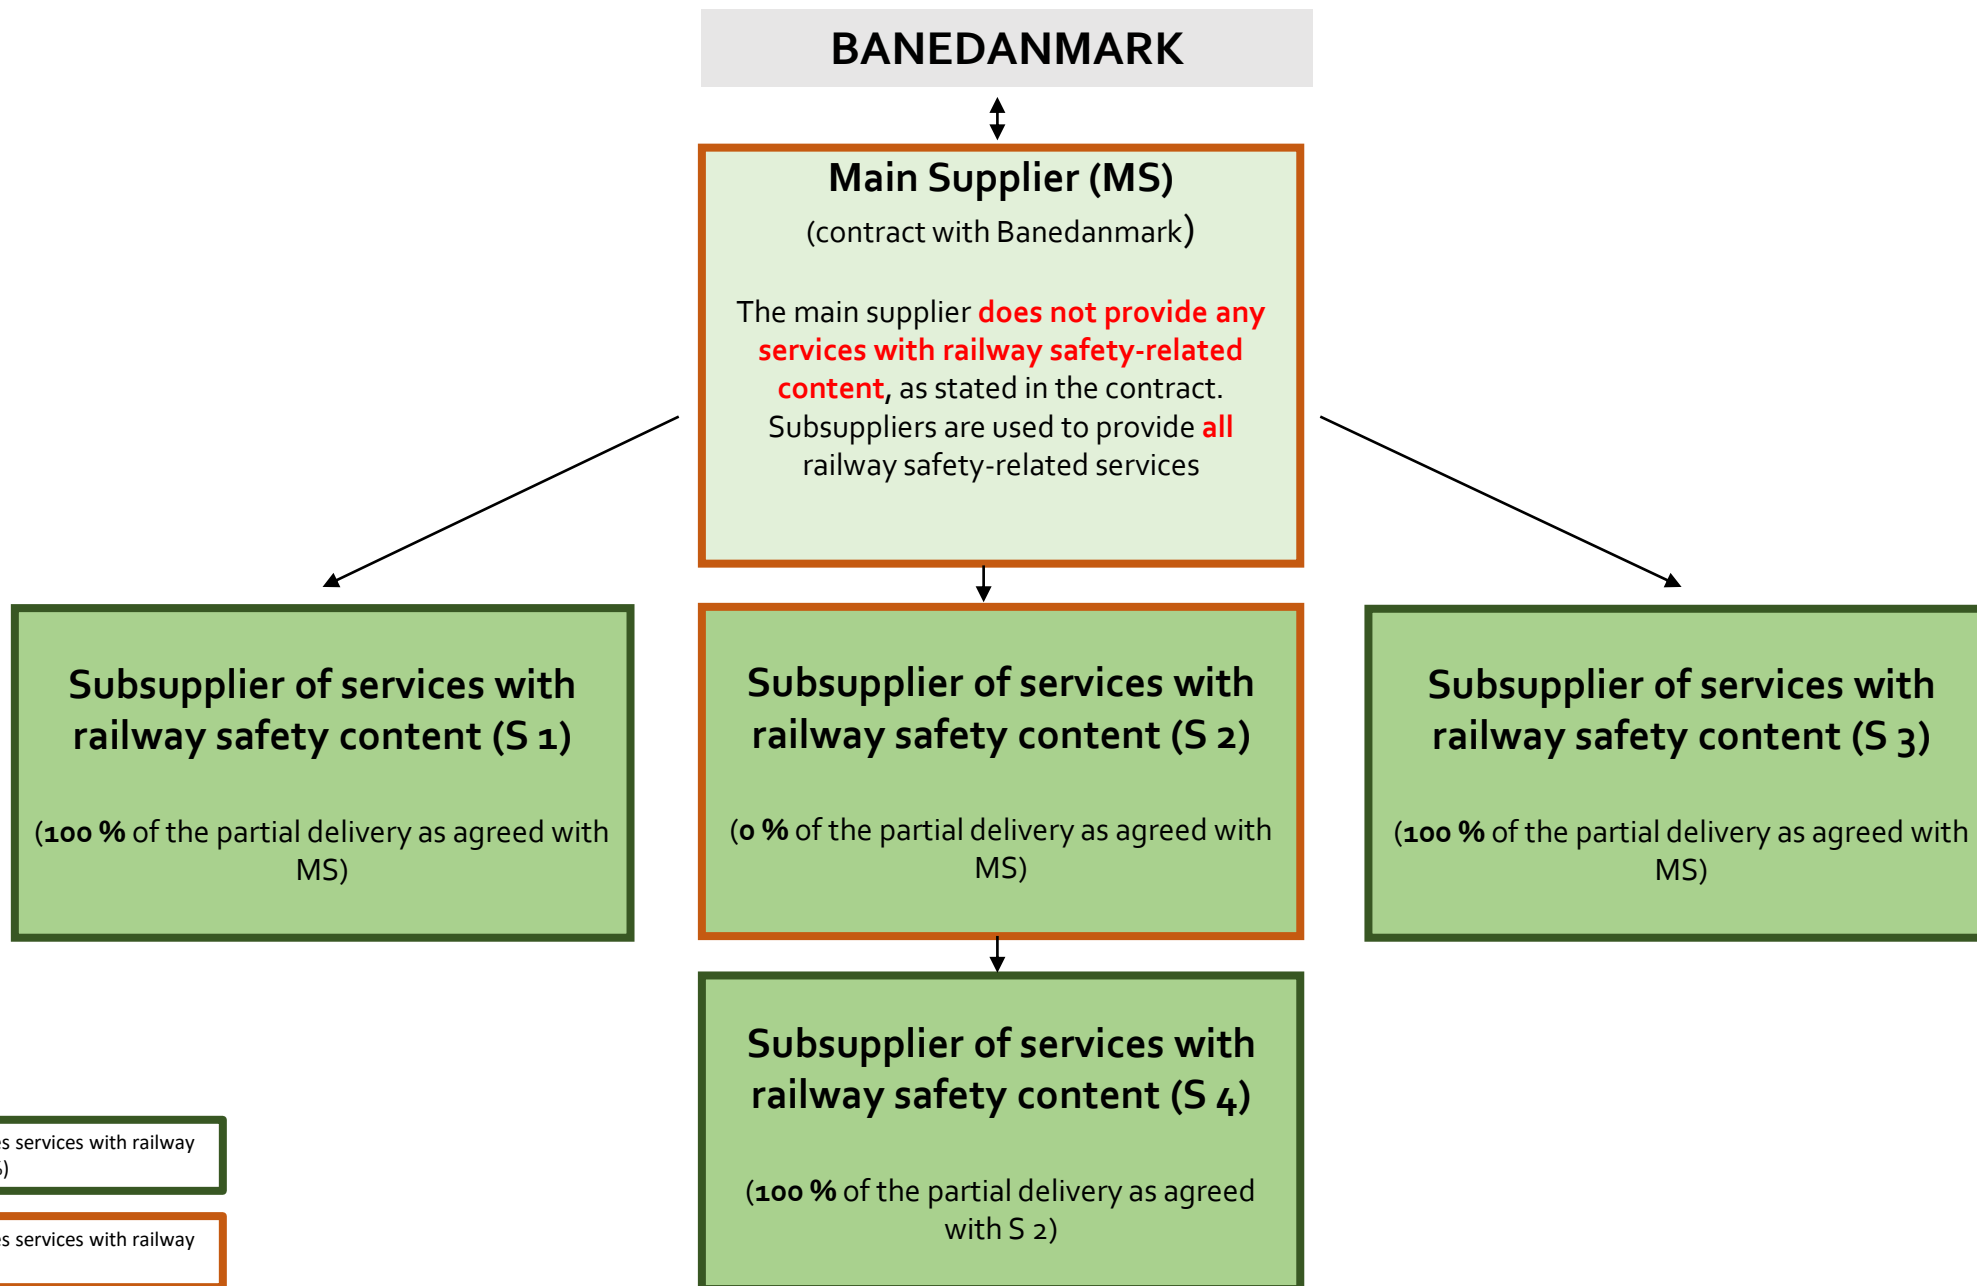 BANEDANMARK
Main Supplier (MS)
(contract with Banedanmark)
The main supplier does not provide any
services with railway safety-related
content, as stated in the contract.
Subsuppliers are used to provide all
railway safety-related services
Subsupplier of services with
railway safety content (S 1)
(100 % of the partial delivery as agreed with
MS)
Subsupplier of services with
railway safety content (S 2)
(0 % of the partial delivery as agreed with
MS)
Subsupplier of services with
railway safety content (S 3)
(100 % of the partial delivery as agreed with
MS)
Subsupplier of services with
railway safety content (S 4)
(100 % of the partial delivery as agreed
with S 2)
services with railway
services with railway